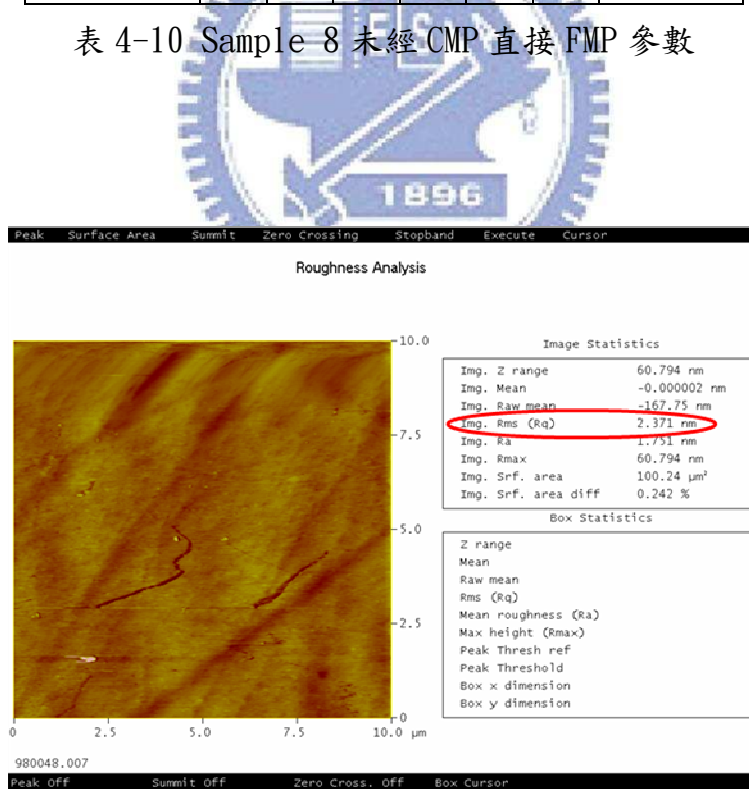 表 4-10 Sample 8 未經 CMP 直接 FMP 參數
ES
1896
Peak Surface Area Summit Zero Crossing Stopband Execute Cursor
Roughness Analysis
Image Statistics
Img. Z range 60.794 nm
Img. Mean -0.000002 nm
Img. Raw mean -167.75 nm
Img. Rms (Rq) 2.371 nm
Img. Ra 1.751 nm
Img. Rmax 60.794 nm
Img. Srf. area 100.24 µm²
Img. Srf. area diff 0.242 %
Box Statistics
Z range
Mean
Raw mean
Rms (Rq)
Mean roughness (Ra)
Max height (Rmax)
Peak Thresh ref
Peak Threshold
Box x dimension
Box y dimension
10.0
7.5
5.0
2.5
0
0 2.5 5.0 7.5 10.0 µm
980048.007
Peak Off Summit Off Zero Cross. Off Box Cursor